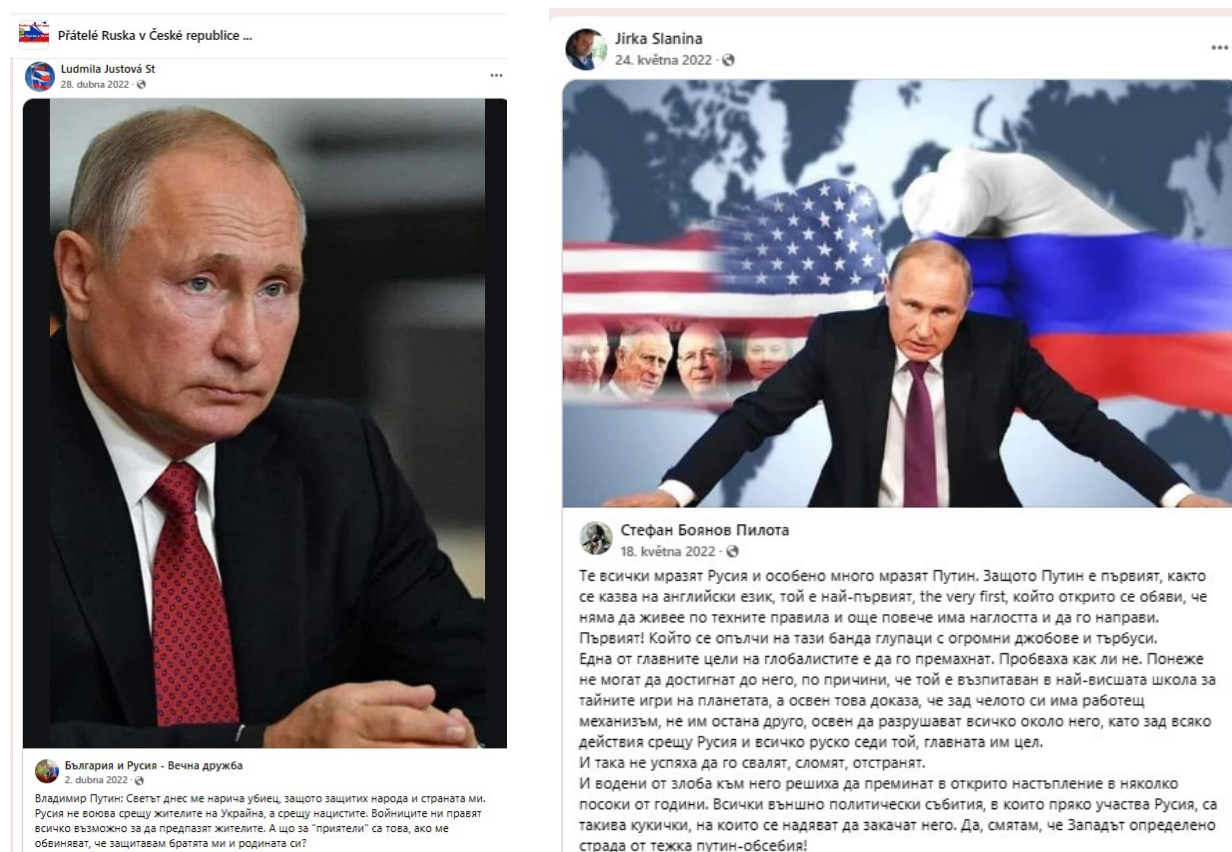 Přátelé Ruska v České republice ...
Ludmila Justová St
28. dubna 2022 ·
България и Русия - Вечна дружба
2. dubna 2022 ·
Владимир Путин: Светът днес ме нарича убиец, защото защитих народа и страната ми.
Русия не воюва срещу жителите на Украйна, а срещу нацистите. Войниците ни правят
всичко възможно за да предпазят жителите. А що за "приятели" са това, ако ме
обвиняват, че защитавам братята ми и родината си?
Jirka Slanina
24. května 2022 ·
Стефан Боянов Пилота
18. května 2022 ·
Те всички мразят Русия и особено много мразят Путин. Защото Путин е първият, както
се казва на английски език, той е най-първият, the very first, който открито се обяви, че
няма да живее по техните правила и още повече има наглостта и да го направи.
Първият! Който се опълчи на тази банда глупаци с огромни джобове и търбуси.
Една от главните цели на глобалистите е да го премахнат. Пробваха как ли не. Понеже
не могат да достигнат до него, по причини, че той е възпитаван в най-висшата школа за
тайните игри на планетата, а освен това доказа, че зад челото си има работещ
механизъм, не им остана друго, освен да разрушават всичко около него, като зад всяко
действия срещу Русия и всичко руско седи той, главната им цел.
И така не успяха да го свалят, сломят, отстранят.
И водени от злоба към него решиха да преминат в открито настъпление в няколко
посоки от години. Всички външно политически събития, в които пряко участва Русия, са
такива кукички, на които се надяват да закачат него. Да, смятам, че Западът определено
страда от тежка путин-обсебия!